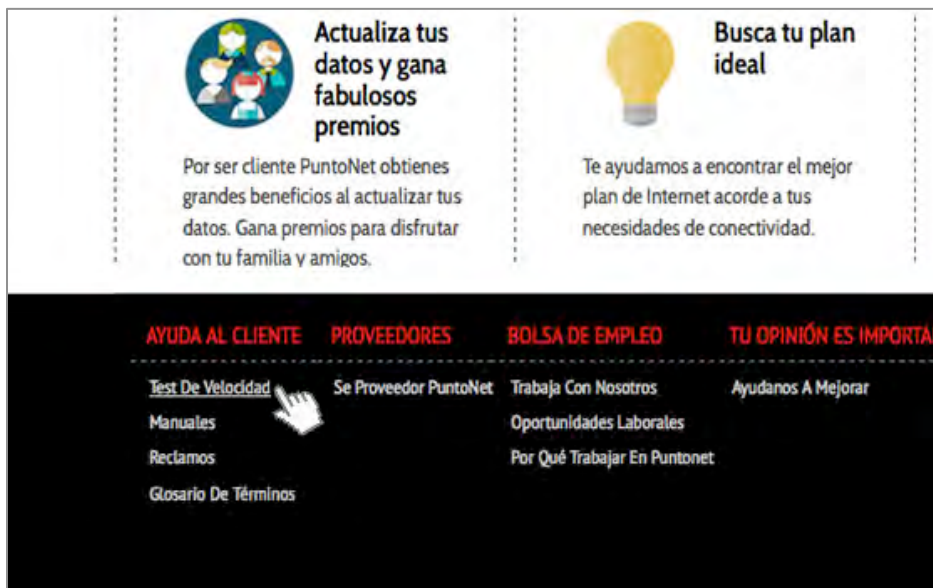 Actualiza tus
datos y gana
fabulosos
premios
Por ser cliente PuntoNet obtienes
grandes beneficios al actualizar tus
datos. Gana premios para disfrutar
con tu familia y amigos.
Busca tu plan
ideal
Te ayudamos a encontrar el mejor
plan de Internet acorde a tus
necesidades de conectividad.
AYUDA AL CLIENTE
Test De Velocidad
Manuales
Reclamos
Glosario De Términos
PROVEEDORES
Se Proveedor PuntoNet
BOLSA DE EMPLEO
Trabaja Con Nosotros
Oportunidades Laborales
Por Qué Trabajar En Puntonet
TU OPINIÓN ES IMPORTA
Ayudanos A Mejorar